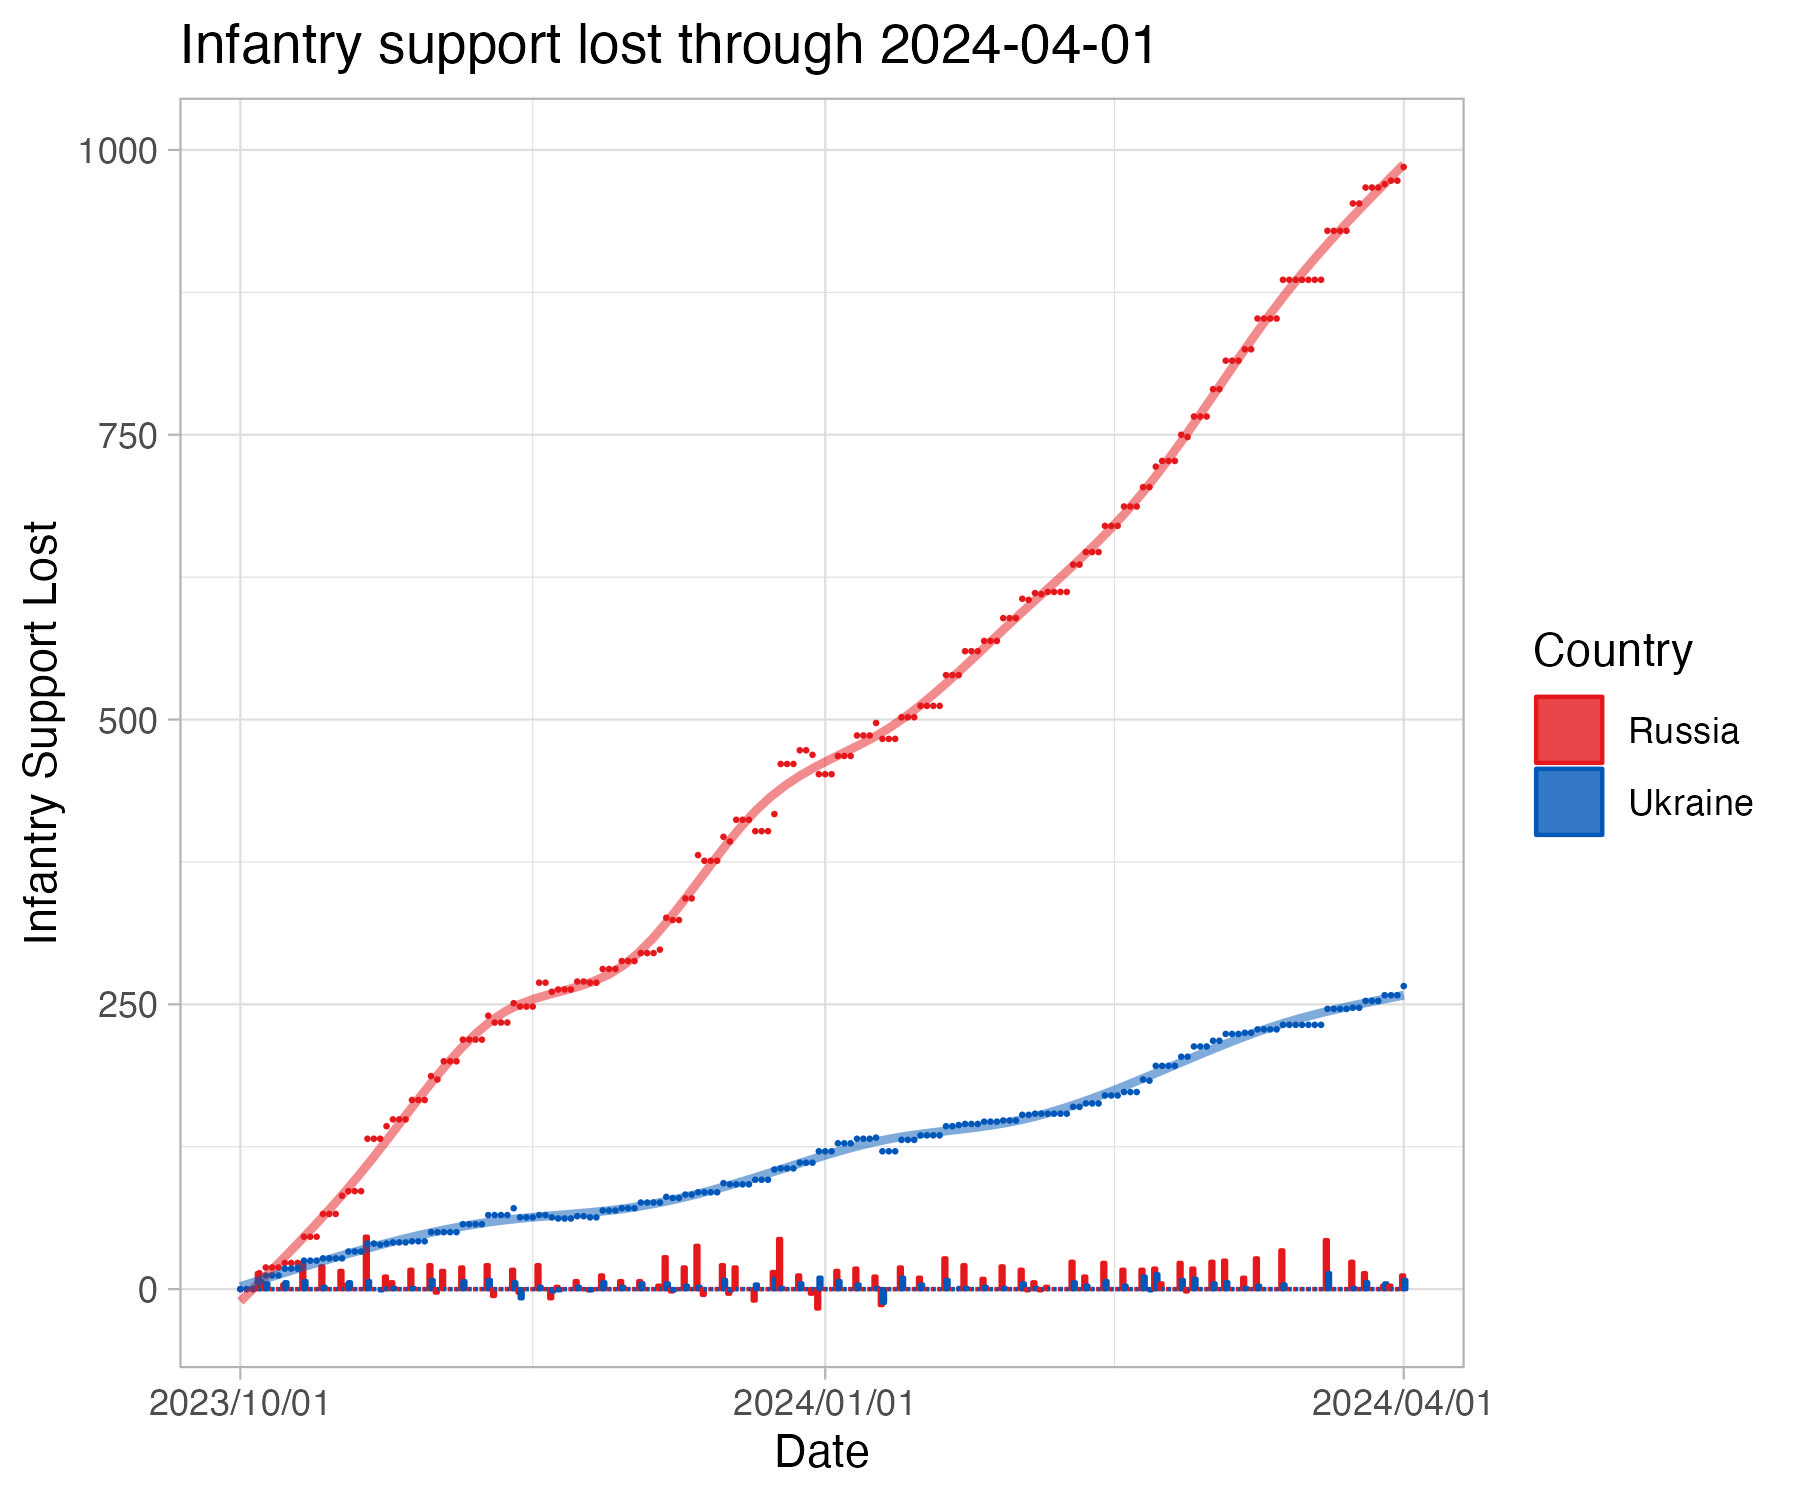 Infantry support lost through 2024-04-01
Infantry Support Lost
1000
750
500
250
0
2023/10/01
2024/01/01
2024/04/01
Date
Country
Russia
Ukraine